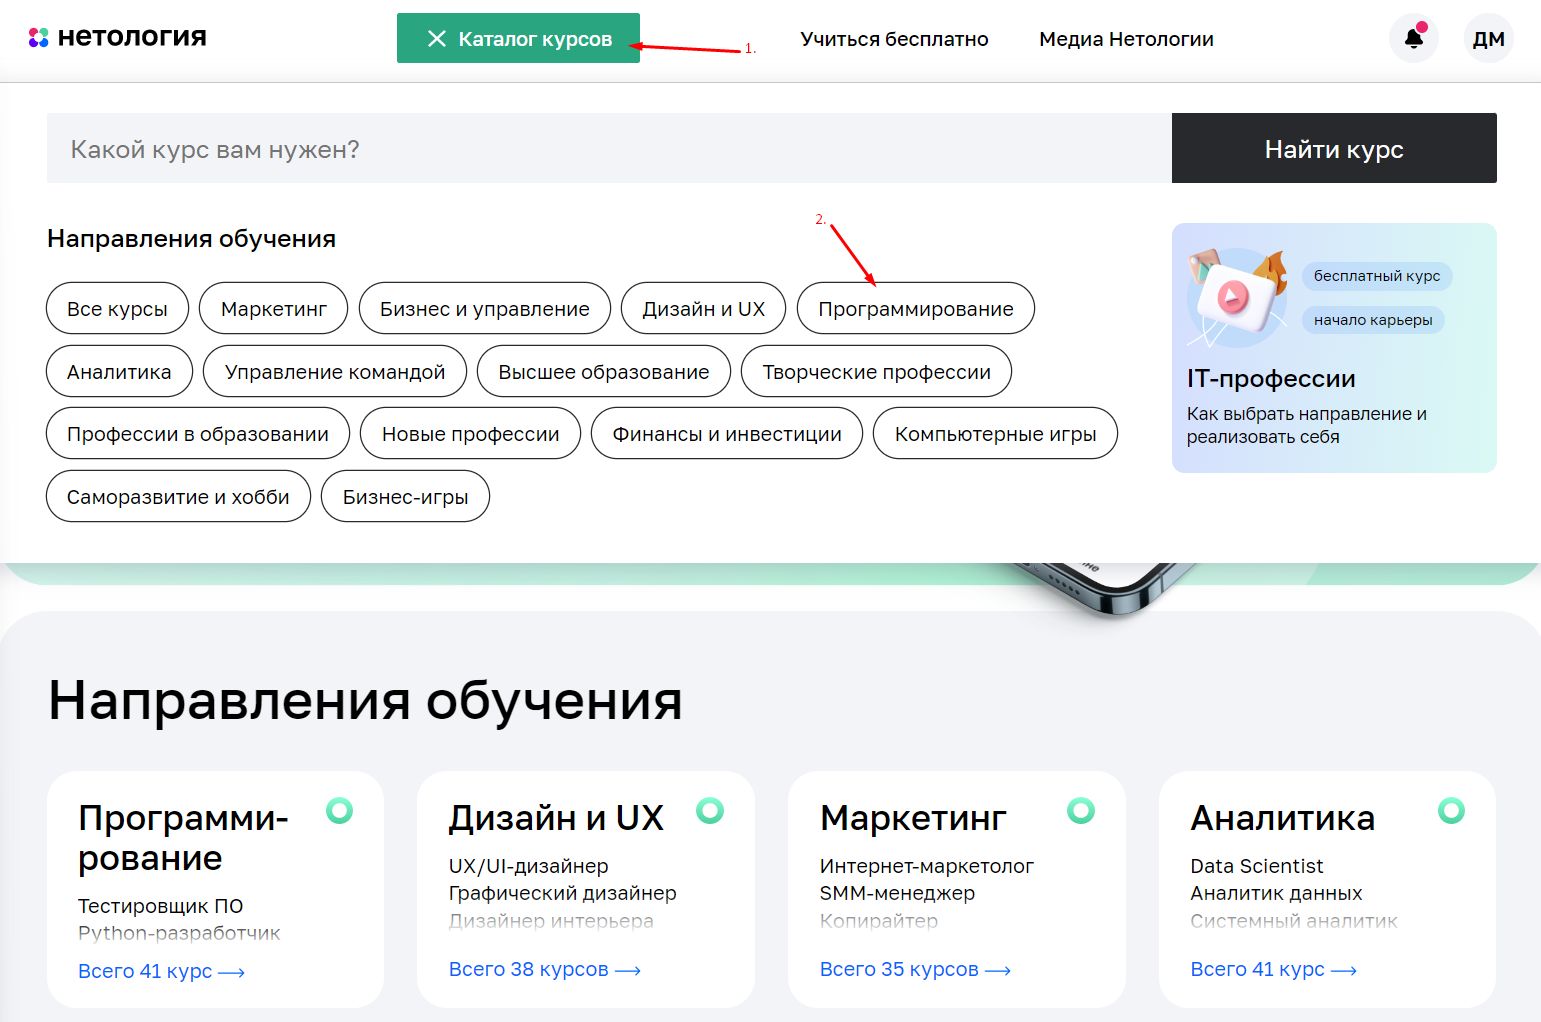 нетология
Каталог курсов
1.
Учиться бесплатно
Медиа Нетологии
ДМ
Какой курс вам нужен?
Найти курс
2.
Направления обучения
Все курсы
Маркетинг
Бизнес и управление
Дизайн и UX
Программирование
Аналитика
Управление командой
Высшее образование
Творческие профессии
Профессии в образовании
Новые профессии
Финансы и инвестиции
Компьютерные игры
Саморазвитие и хобби
Бизнес-игры
бесплатный курс
начало карьеры
IT-профессии
Как выбрать направление и
реализовать себя
Направления обучения
Программи-
рование
Тестировщик ПО
Python-разработчик
Всего 41 курс
Дизайн и UX
UX/UI-дизайнер
Графический дизайнер
Дизайнер интерьера
Всего 38 курсов
Маркетинг
Интернет-маркетолог
SMM-менеджер
Копирайтер
Всего 35 курсов
Аналитика
Data Scientist
Аналитик данных
Системный аналитик
Всего 41 курс